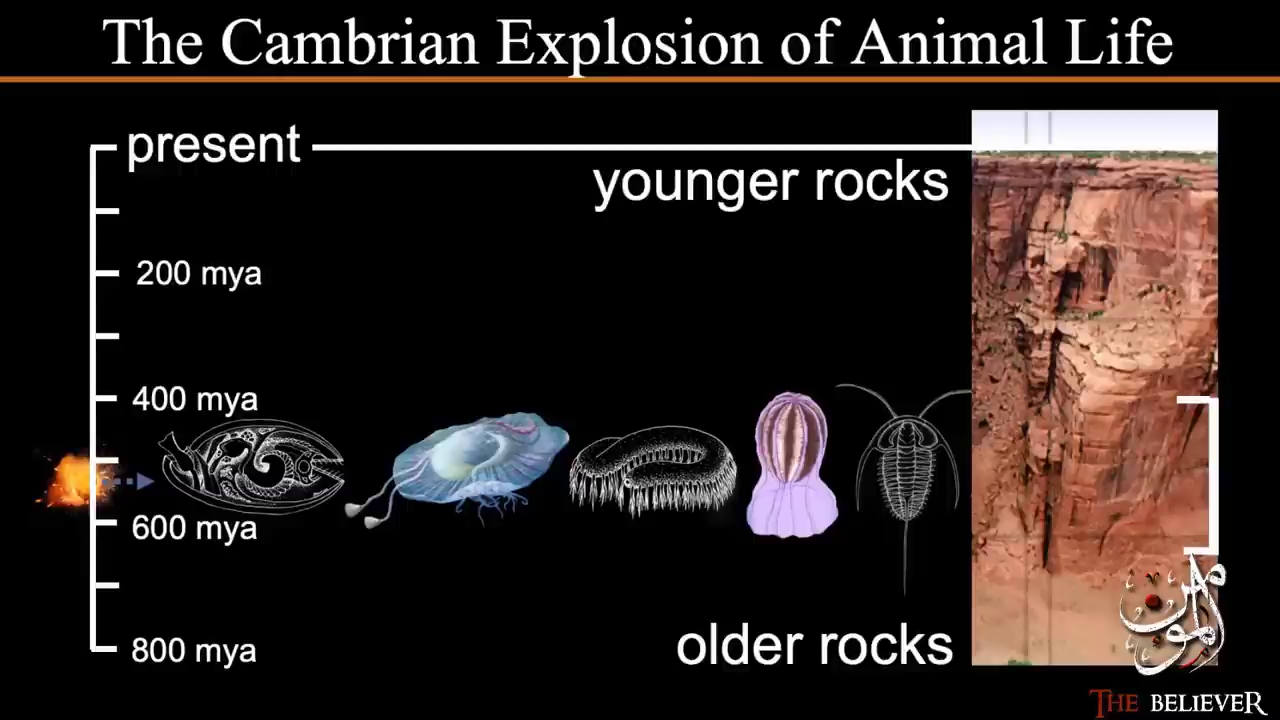 The Cambrian Explosion of Animal Life
present
younger rocks
200 mya
400 mya
600 mya
older rocks
800 mya
المؤمن
THE BELIEVER